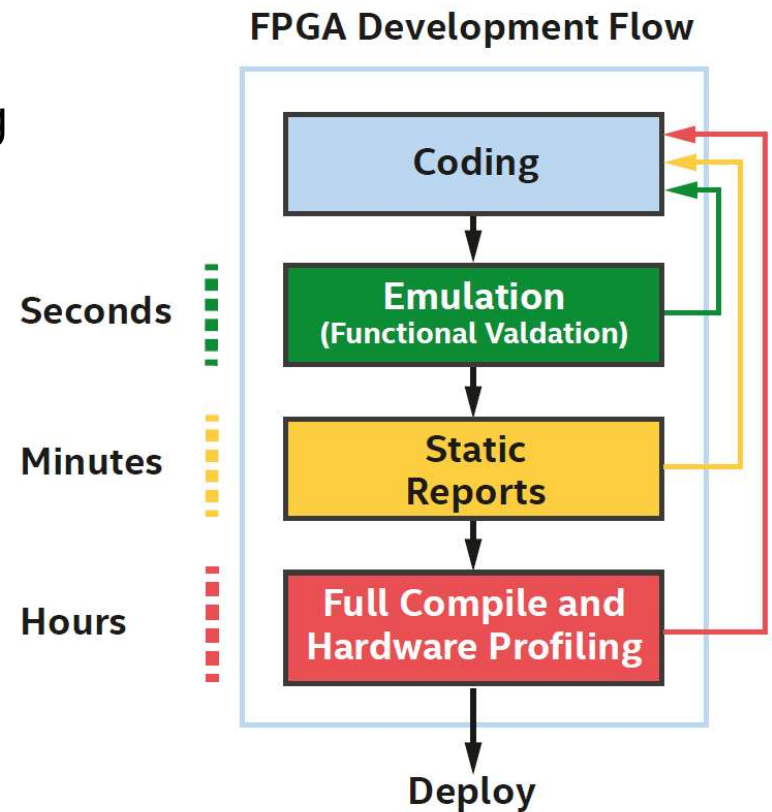 FPGA Development Flow
g
Coding
Seconds
Emulation
(Functional Valdation)
Minutes
Static
Reports
Hours
Full Compile and
Hardware Profiling
Deploy